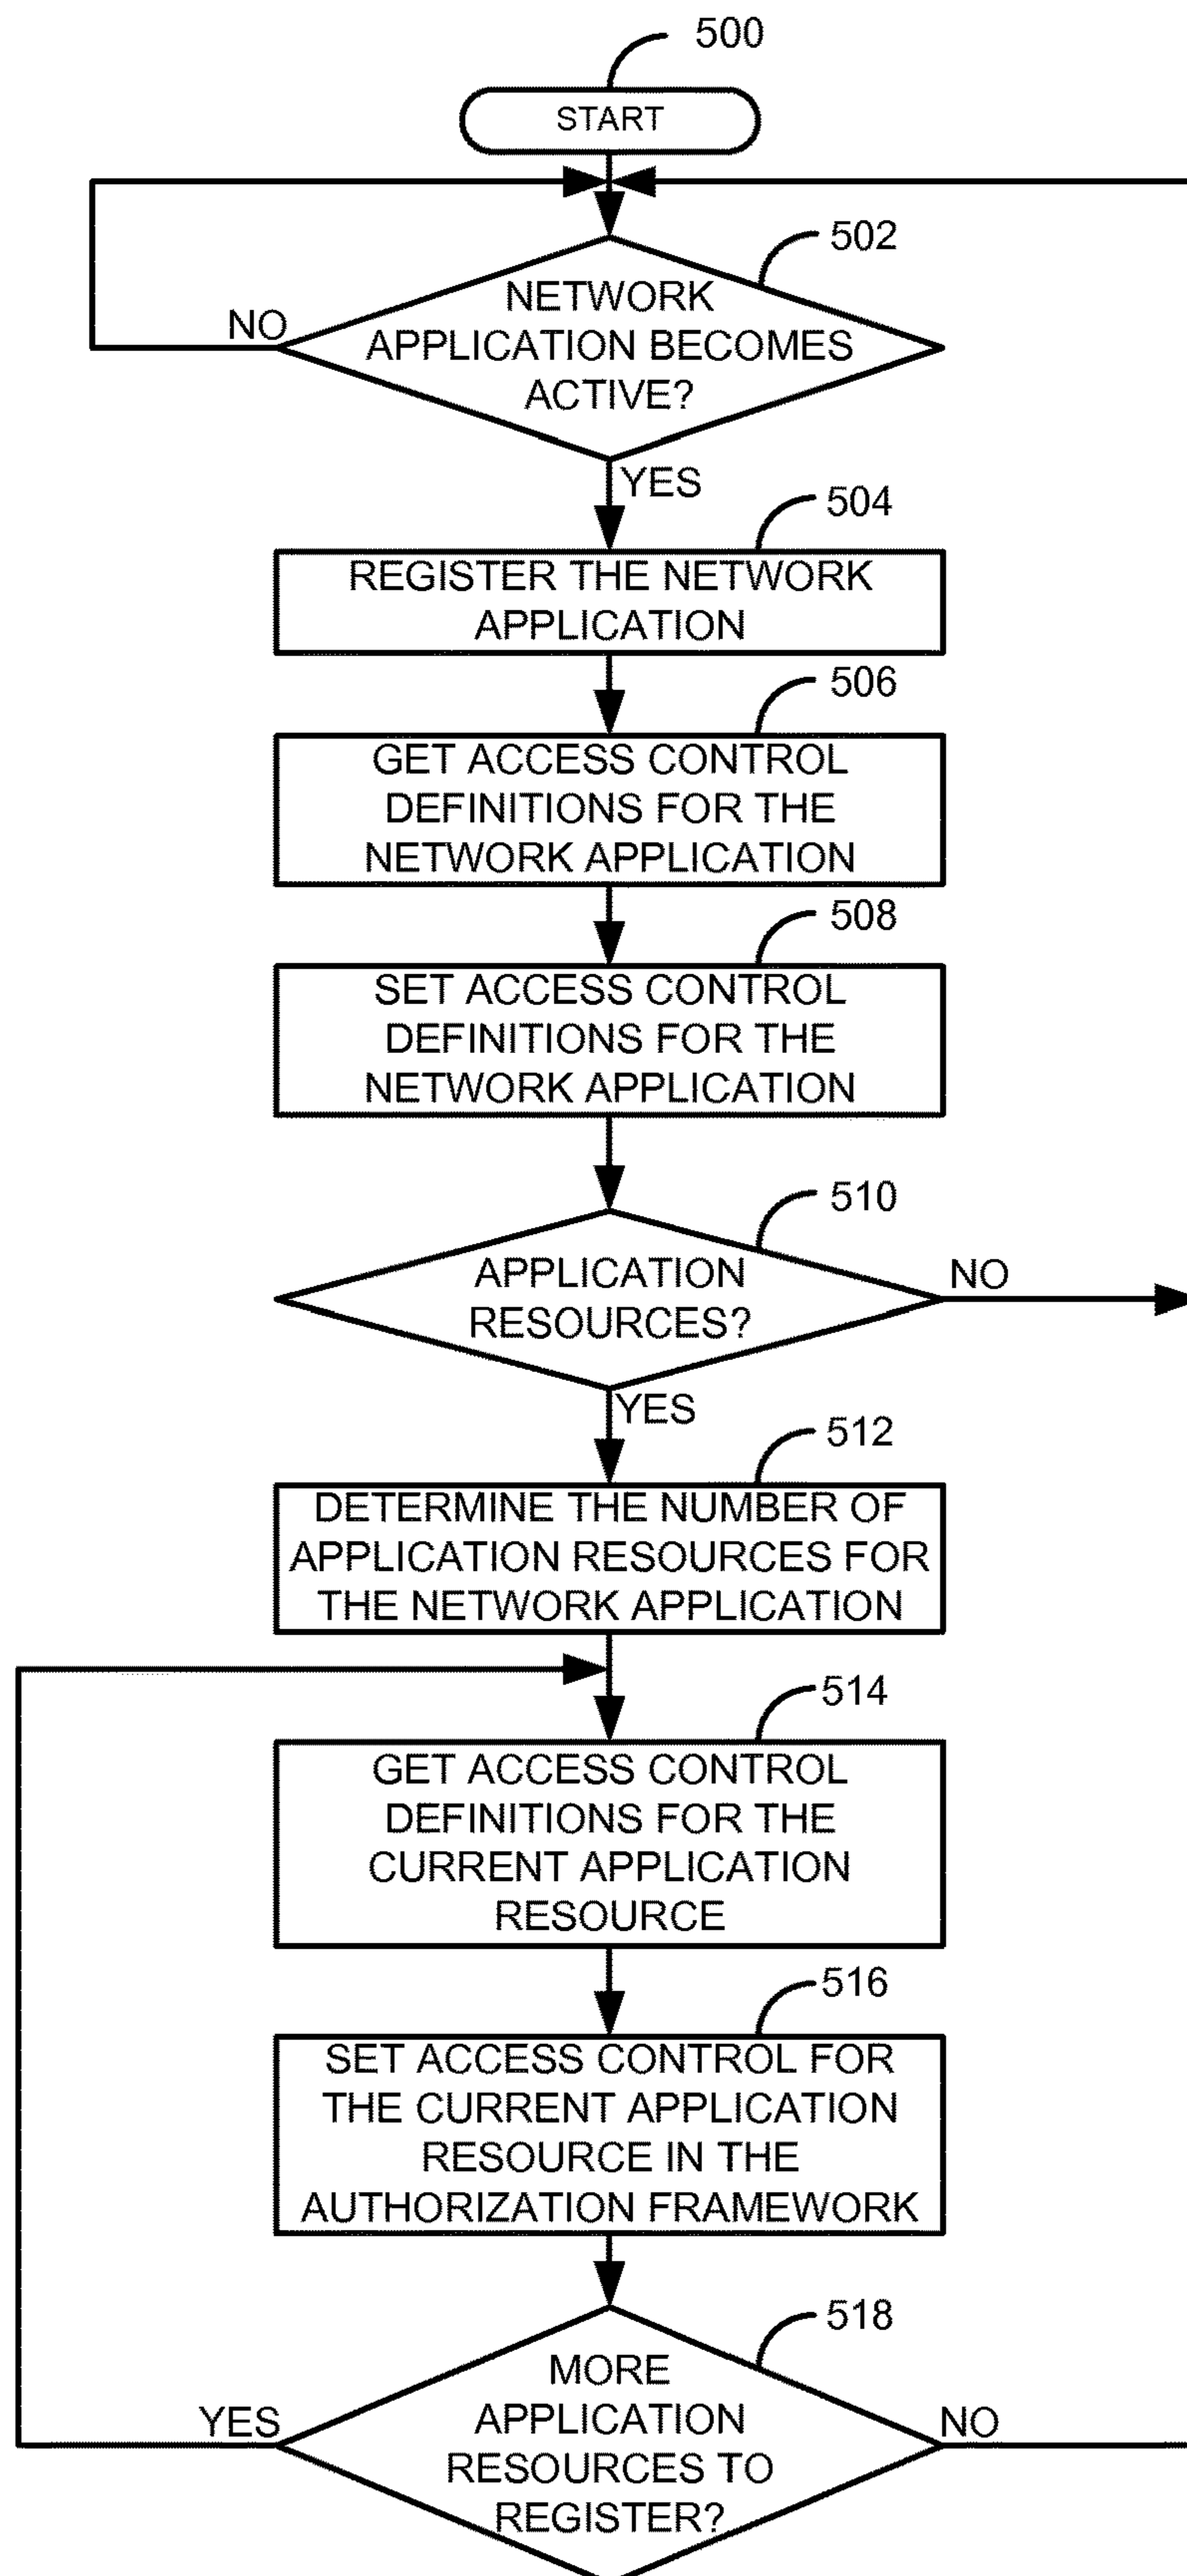 500
START
502
NETWORK
APPLICATION BECOMES
ACTIVE?
NO
YES
504
REGISTER THE NETWORK
APPLICATION
506
GET ACCESS CONTROL
DEFINITIONS FOR THE
NETWORK APPLICATION
508
SET ACCESS CONTROL
DEFINITIONS FOR THE
NETWORK APPLICATION
510
APPLICATION
RESOURCES?
NO
YES
512
DETERMINE THE NUMBER OF
APPLICATION RESOURCES FOR
THE NETWORK APPLICATION
514
GET ACCESS CONTROL
DEFINITIONS FOR THE
CURRENT APPLICATION
RESOURCE
516
SET ACCESS CONTROL FOR
THE CURRENT APPLICATION
RESOURCE IN THE
AUTHORIZATION FRAMEWORK
518
MORE
APPLICATION
RESOURCES TO
REGISTER?
YES
NO